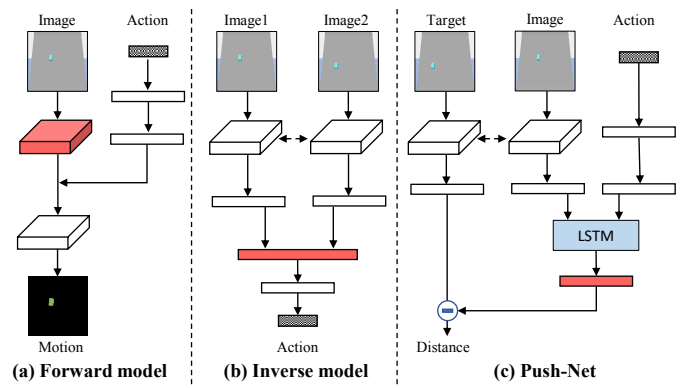 Image
Action
Motion
(a) Forward model
Image1
Image2
Action
(b) Inverse model
Target
Image
Action
LSTM
Distance
(c) Push-Net